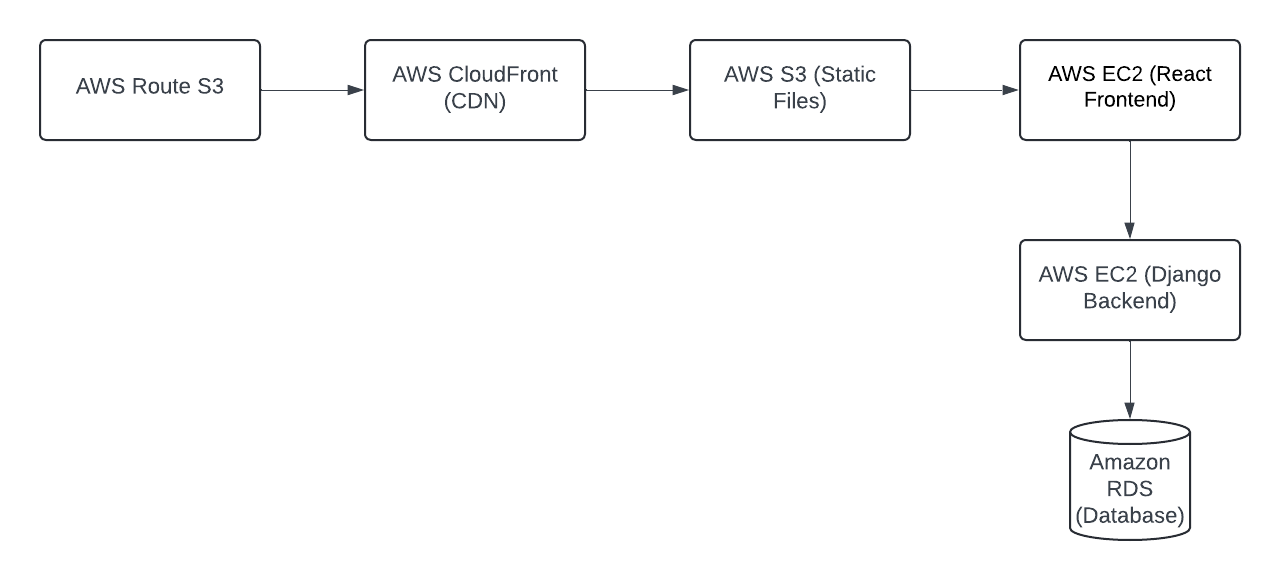 AWS Route S3
AWS CloudFront
(CDN)
AWS S3 (Static
Files)
AWS EC2 (React
Frontend)
AWS EC2 (Django
Backend)
Amazon
RDS
(Database)